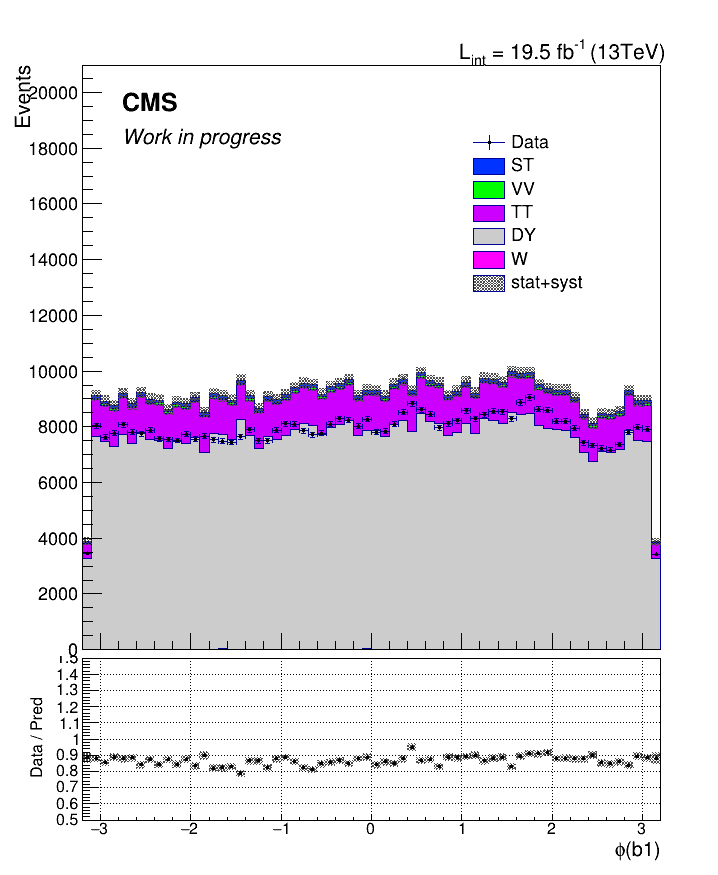 L_int = 19.5 fb^-1 (13TeV)
Events
CMS
Work in progress
Data
ST
VV
TT
DY
W
stat+syst
20000
18000
16000
14000
12000
10000
8000
6000
4000
2000
0
Data / Pred
1.5
1.4
1.3
1.2
1.1
1
0.9
0.8
0.7
0.6
0.5
−3 −2 −1 0 1 2 3
ϕ(b1)